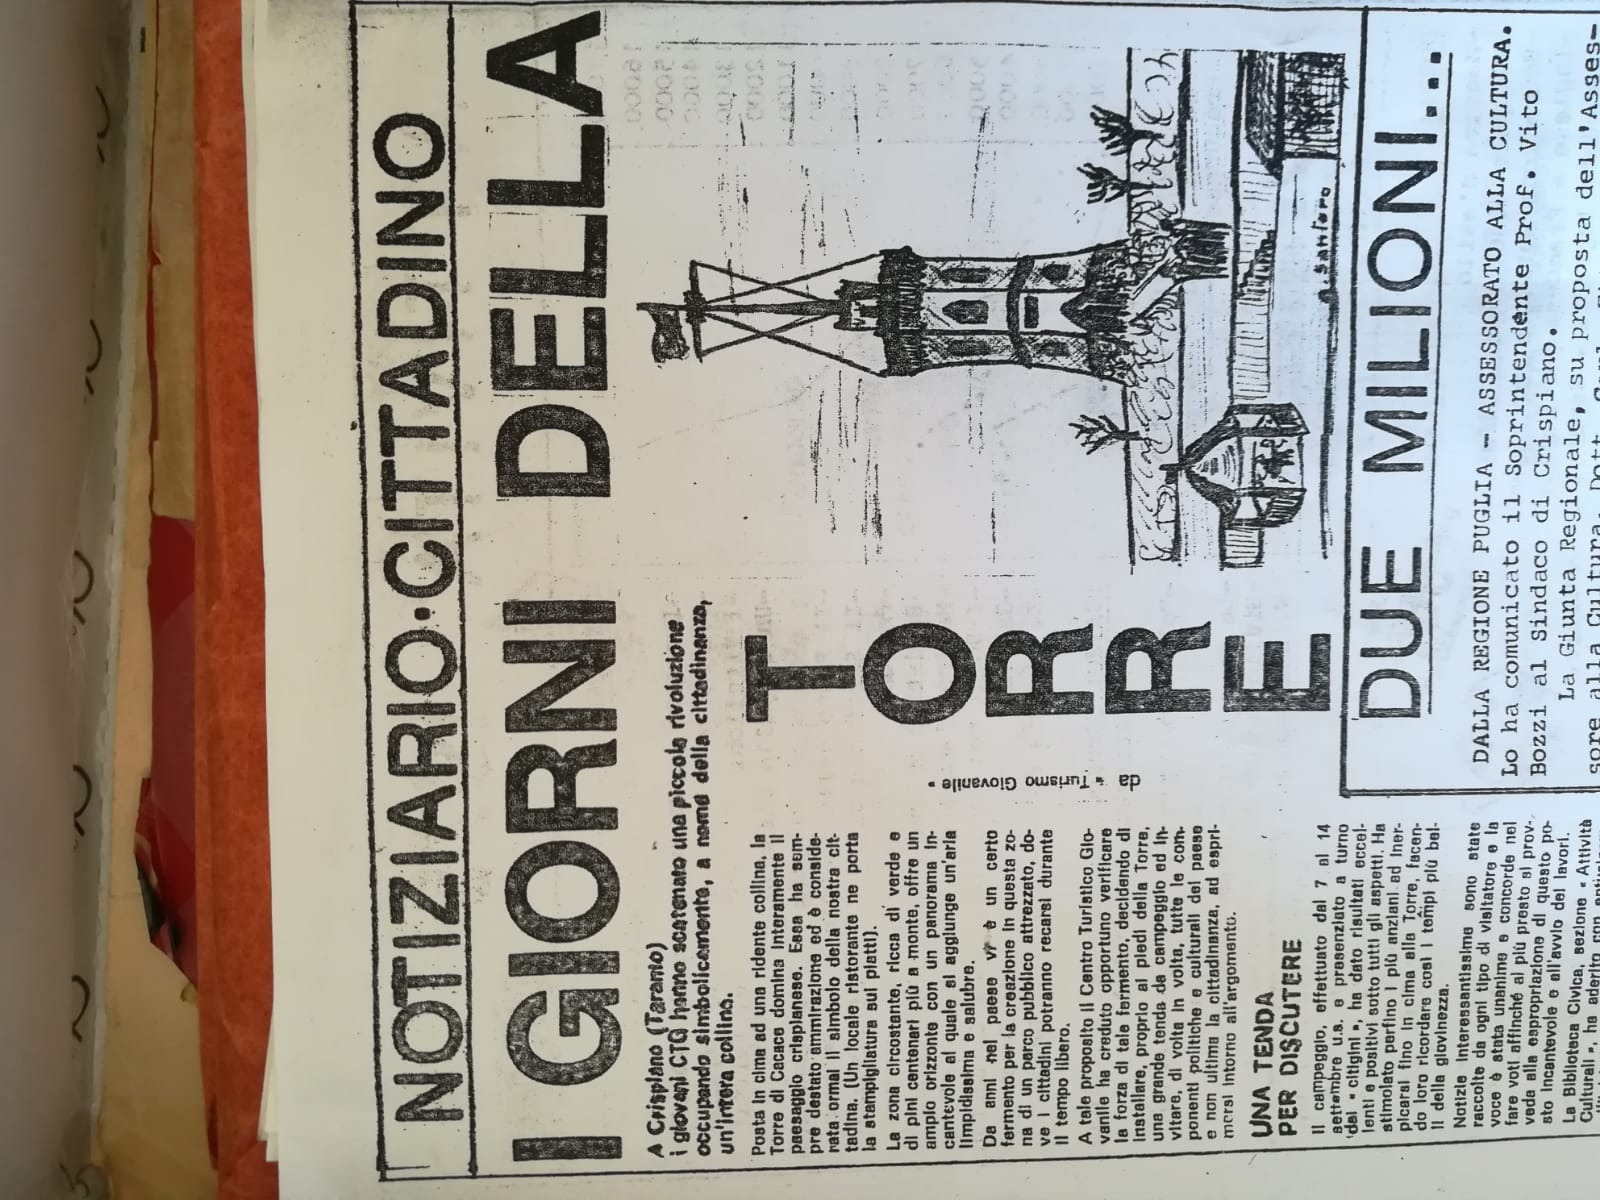 NOTIZIARIO·CITTADINO
I GIORNI DELLA
TORRE
A Crispiano (Taranto)
i giovani CTG hanno scatenato una piccola rivoluzione
occupando simbolicamente, a nome della cittadinanza,
un'intera collina.
da « Turismo Giovanile »
Posta in cima ad una ridente collina, la
Torre di Cacace domina interamente il
paesaggio crispianese. Essa ha sem-
pre destato ammirazione ed è conside-
rata ormai il simbolo della nostra cit-
tadina. (Un locale ristorante ne porta
la stampigliatura sui piatti).
La zona circostante, ricca di verde e
di pini centenari più a monte, offre un
ampio orizzonte con un panorama in-
cantevole al quale si aggiunge un'aria
limpidissima e salubre.
Da anni nel paese vi è un certo
fermento per la creazione in questa zo-
na di un parco pubblico attrezzato, do-
ve i cittadini potranno recarsi durante
il tempo libero.
A tale proposito il Centro Turistico Gio-
vanile ha creduto opportuno verificare
la forza di tale fermento, decidendo di
installare, proprio ai piedi della Torre,
una grande tenda da campeggio ed in-
vitare, di volta in volta, tutte le com-
ponenti politiche e culturali del paese
e non ultima la cittadinanza, ad espri-
mersi intorno all'argomento.
UNA TENDA
PER DISCUTERE
Il campeggio, effettuato dal 7 al 14
settembre u.s. e presenziato a turno
dai « citigini », ha dato risultati eccel-
lenti e positivi sotto tutti gli aspetti. Ha
stimolato perfino i più anziani ad iner-
picarsi fino in cima alla Torre, facen-
do loro ricordare così i tempi più bel-
li della giovinezza.
Notizie interessantissime sono state
raccolte da ogni tipo di visitatore e la
voce è stata unanime e concorde nel
fare voti affinché al più presto si prov-
veda alla espropriazione di questo po-
sto incantevole e all'avvio dei lavori.
La Biblioteca Civica, sezione « Attività
Culturali », ha aderito con
A. SANTORO
DUE MILIONI...
DALLA REGIONE PUGLIA - ASSESSORATO ALLA CULTURA.
Lo ha comunicato il Soprintendente Prof. Vito
Bozzi al Sindaco di Crispiano.
La Giunta Regionale, su proposta dell'Asses-
sore alla Cultura, Dott.